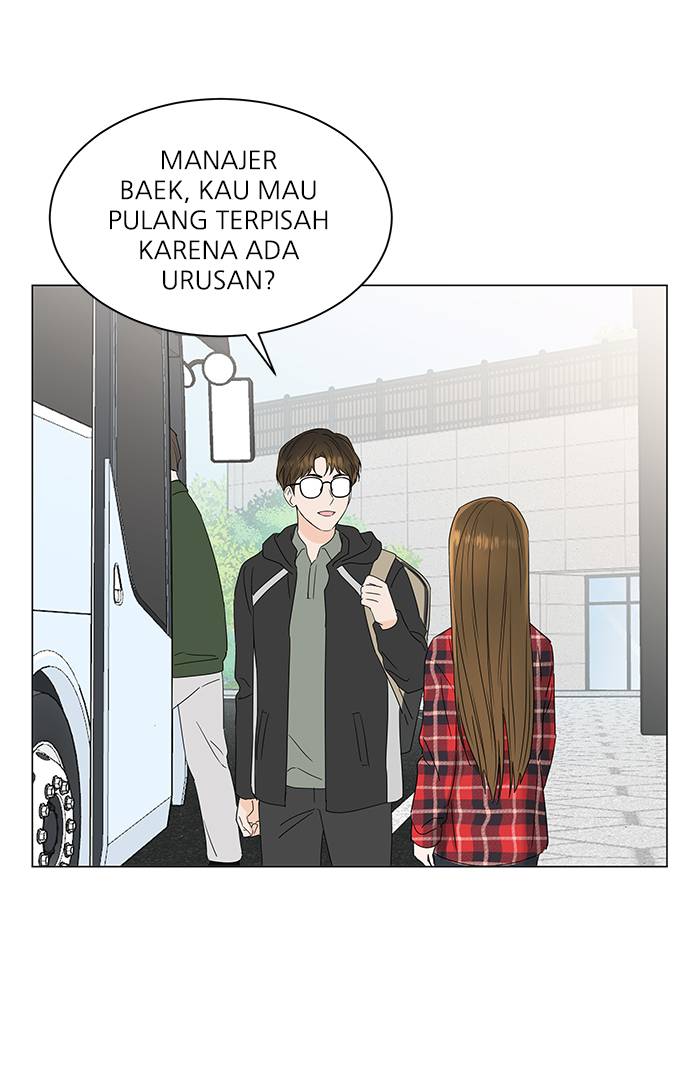 MANAJER
BAEK, KAU MAU
PULANG TERPISAH
KARENA ADA
URUSAN?